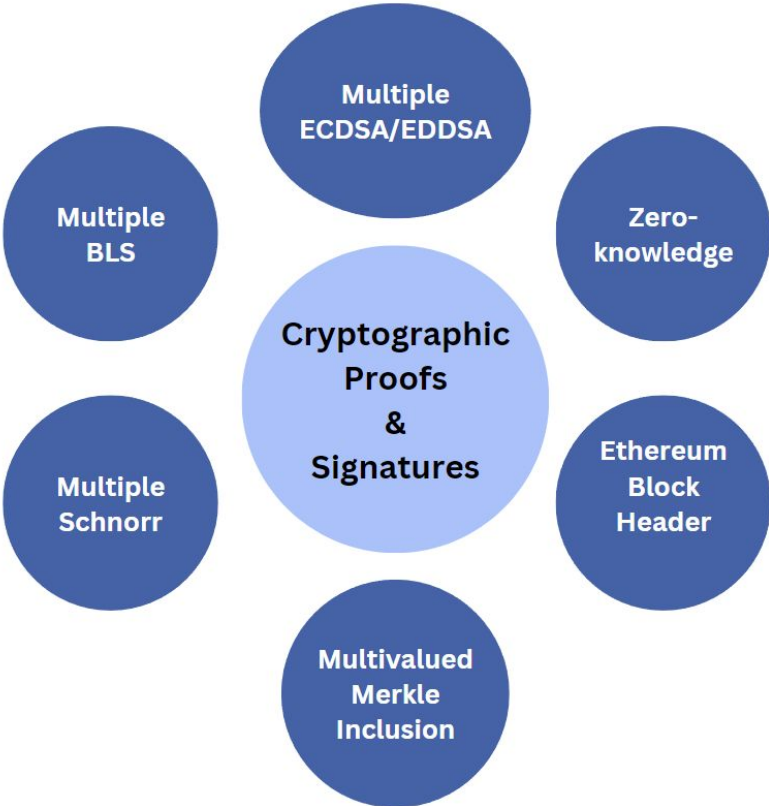 Multiple
ECDSA/EDDSA
Multiple
BLS
Zero-
knowledge
Cryptographic
Proofs
&
Signatures
Multiple
Schnorr
Ethereum
Block
Header
Multivalued
Merkle
Inclusion